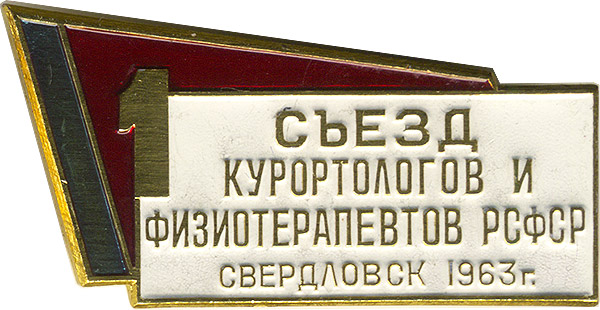 1
СЪЕЗД
КУРОРТОЛОГОВ И
ФИЗИОТЕРАПЕВТОВ РСФСР
СВЕРДЛОВСК 1963г.